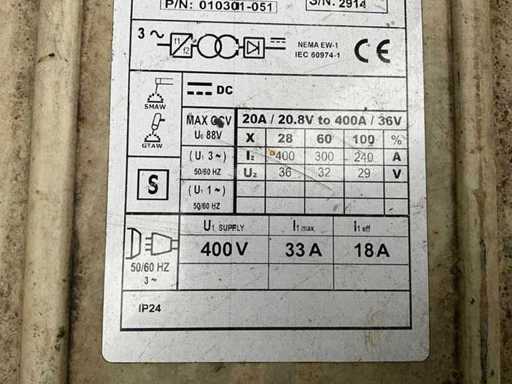 P/N: 010301-051 S/N: 2914
3 ~ f1 f2 NEMA EW-1
IEC 60974-1 CE
SMAW
GTAW
DC
MAX OCV 20A / 20.8V to 400A / 36V
U₀ 88V X 28 60 100 %
( U₁ 3 ~ ) I₂ 400 300 240 A
50/60 HZ U₂ 36 32 29 V
S
( U₁ 1 ~ )
50/60 HZ
U₁ SUPPLY I₁ max. I₁ eff
400 V 33 A 18 A
50/60 HZ
3 ~
IP24